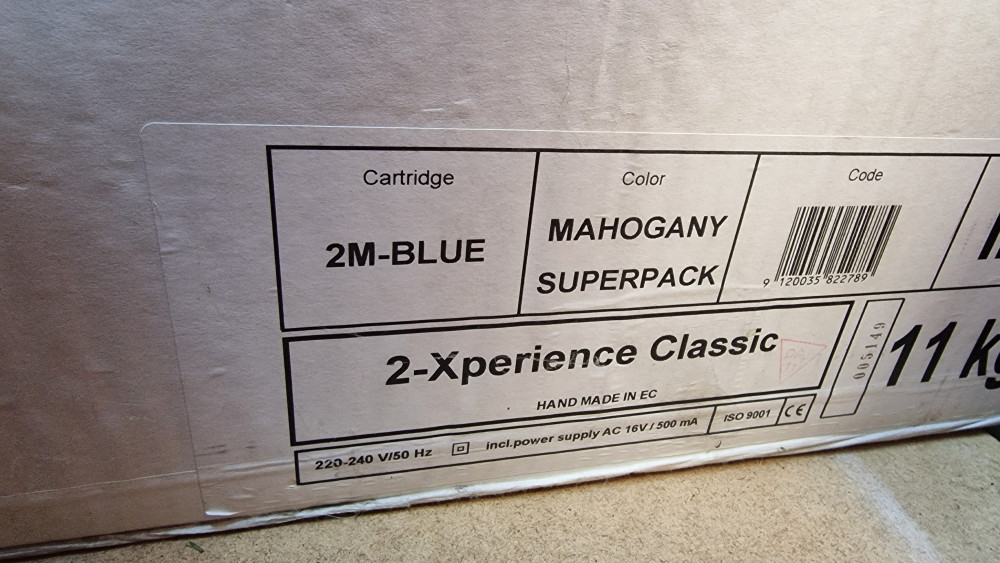 Cartridge
2M-BLUE
Color
MAHOGANY
SUPERPACK
Code
9 120035 822789
2-Xperience Classic
HAND MADE IN EC
005149
11 kg
220-240 V/50 Hz
incl.power supply AC 16V / 500 mA
ISO 9001
CE